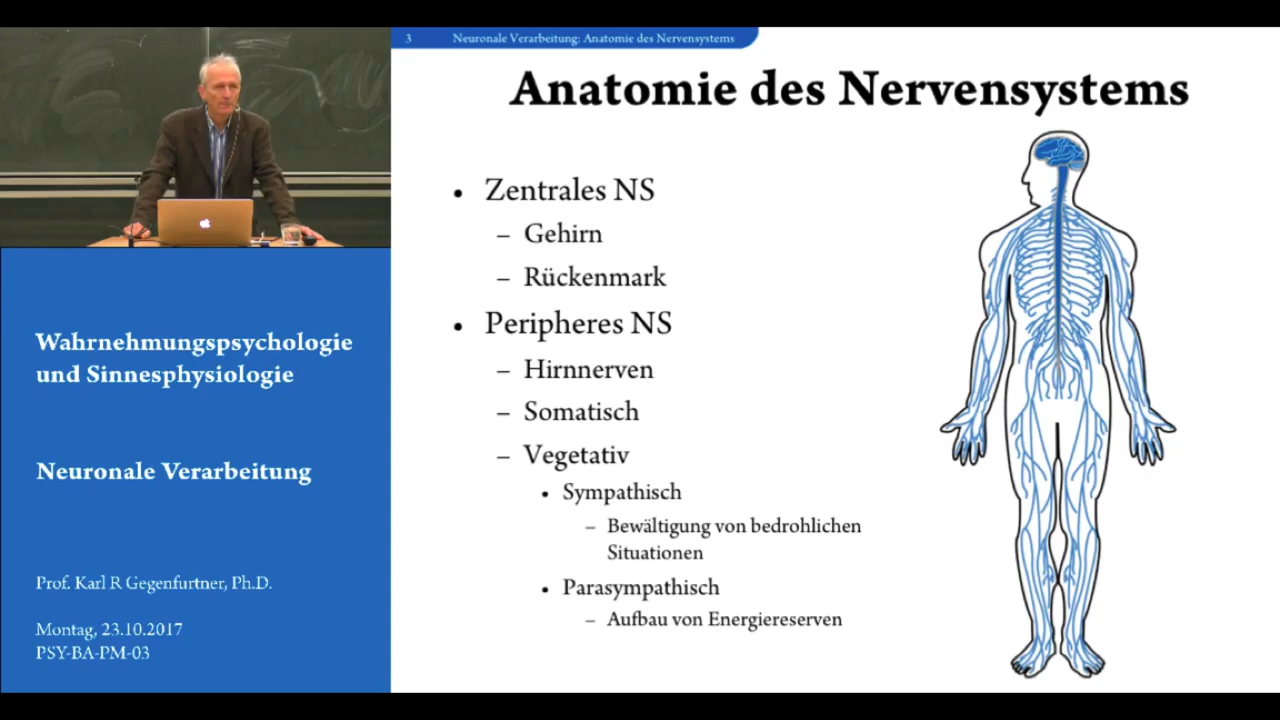 3 Neuronale Verarbeitung: Anatomie des Nervensystems
Anatomie des Nervensystems
• Zentrales NS
– Gehirn
– Rückenmark
• Peripheres NS
– Hirnnerven
– Somatisch
– Vegetativ
• Sympathisch
– Bewältigung von bedrohlichen
Situationen
• Parasympathisch
– Aufbau von Energiereserven
Wahrnehmungspsychologie
und Sinnesphysiologie
Neuronale Verarbeitung
Prof. Karl R Gegenfurtner, Ph.D.
Montag, 23.10.2017
PSY-BA-PM-03